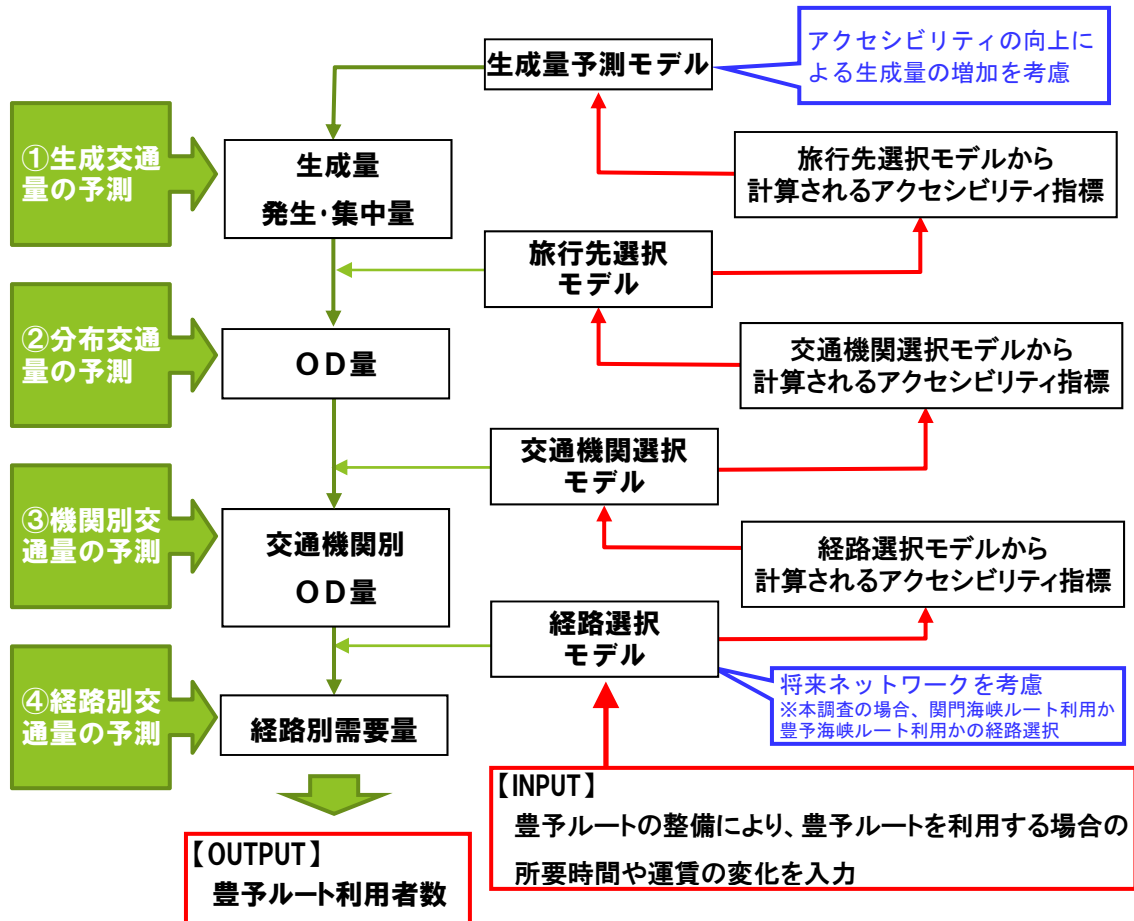 生成量予測モデル
アクセシビリティの向上に
よる生成量の増加を考慮
①生成交通
量の予測
生成量
発生・集中量
旅行先選択モデルから
計算されるアクセシビリティ指標
旅行先選択
モデル
②分布交通
量の予測
OD量
交通機関選択モデルから
計算されるアクセシビリティ指標
交通機関選択
モデル
③機関別交
通量の予測
交通機関別
OD量
経路選択モデルから
計算されるアクセシビリティ指標
経路選択
モデル
将来ネットワークを考慮
※本調査の場合、関門海峡ルート利用か
豊予海峡ルート利用かの経路選択
④経路別交
通量の予測
経路別需要量
【INPUT】
豊予ルートの整備により、豊予ルートを利用する場合の
所要時間や運賃の変化を入力
【OUTPUT】
豊予ルート利用者数